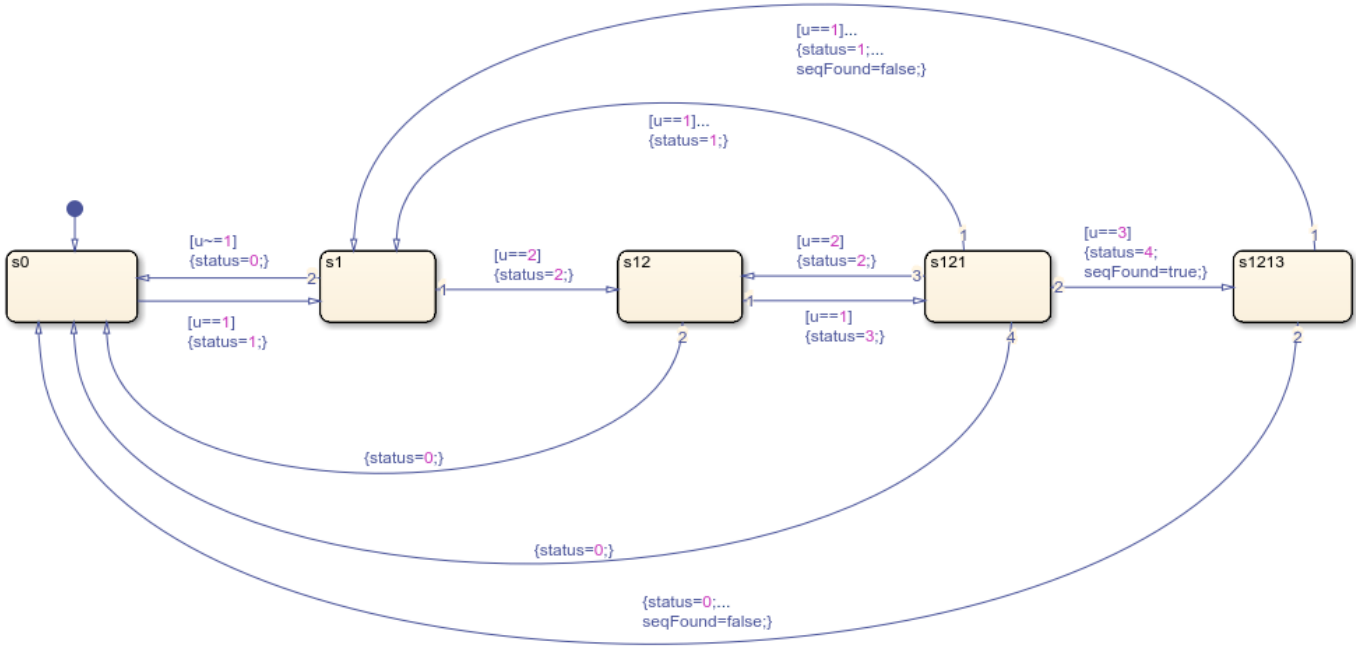 [u==1]...
{status=1;...
seqFound=false;}
[u==1]...
{status=1;}
s0
[u~=1]
{status=0;}
2
[u==1]
{status=1;}
s1
1
[u==2]
{status=2;}
s12
1
2
[u==2]
{status=2;}
3
[u==1]
{status=3;}
s121
1
2
4
[u==3]
{status=4;
seqFound=true;}
s1213
1
2
{status=0;}
{status=0;}
{status=0;...
seqFound=false;}